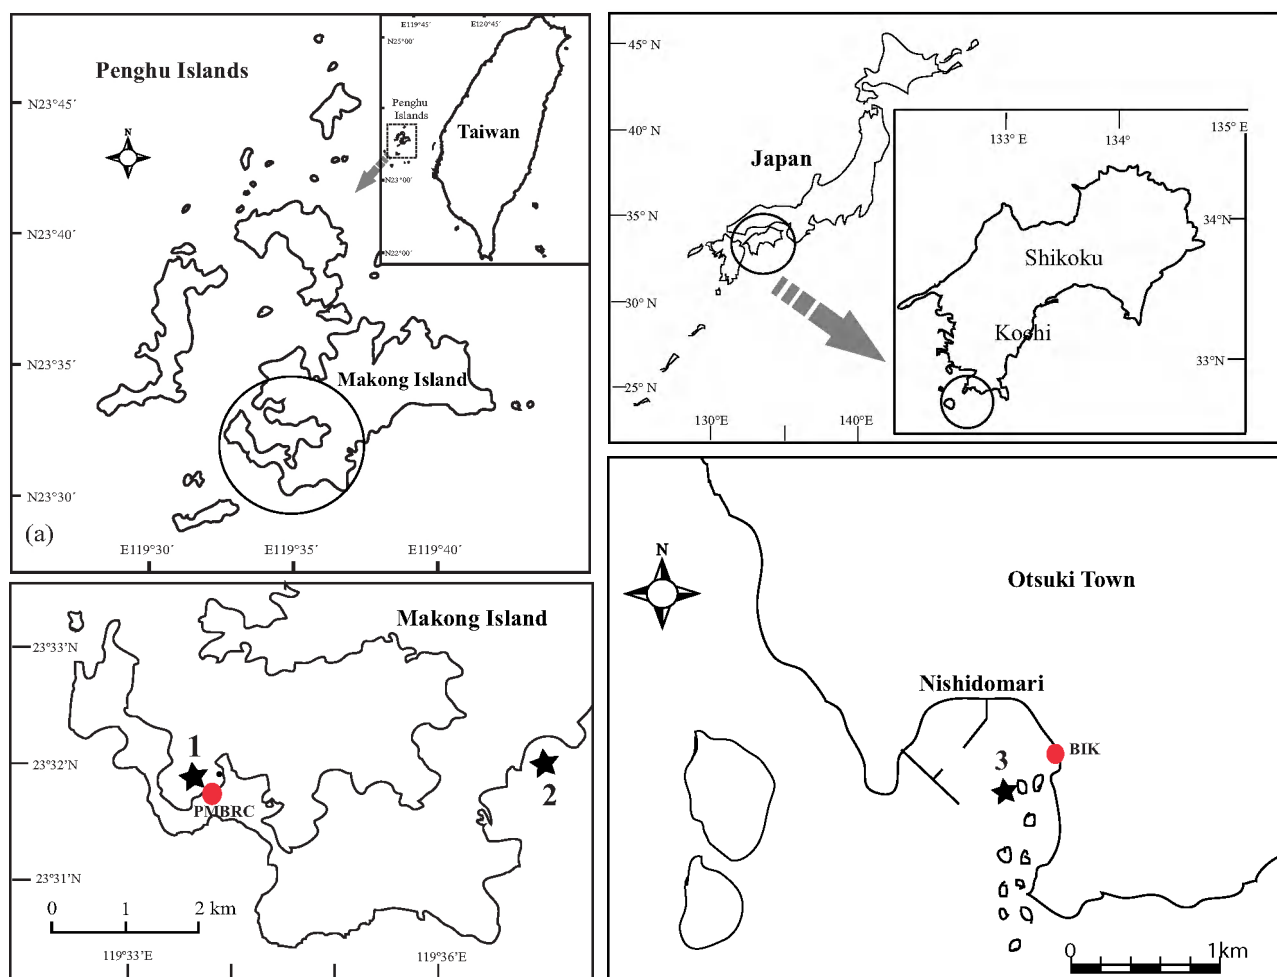 Penghu Islands
N
N23°45´
N23°40´
N23°35´
N23°30´
Makong Island
(a)
E119°30´
E119°35´
E119°40´
E119°45´
E120°45´
N25°00´
Penghu
Islands
Taiwan
N23°00´
N22°00´
45° N
40° N
35° N
30° N
25° N
Japan
130°E
140°E
133° E
134°
135° E
34°N
Shikoku
Kochi
33°N
Makong Island
23°33’N
1
23°32’N
2
PMBRC
23°31’N
0
1
2 km
119°33’E
119°36’E
N
Otsuki Town
Nishidomari
BIK
3
0
1km